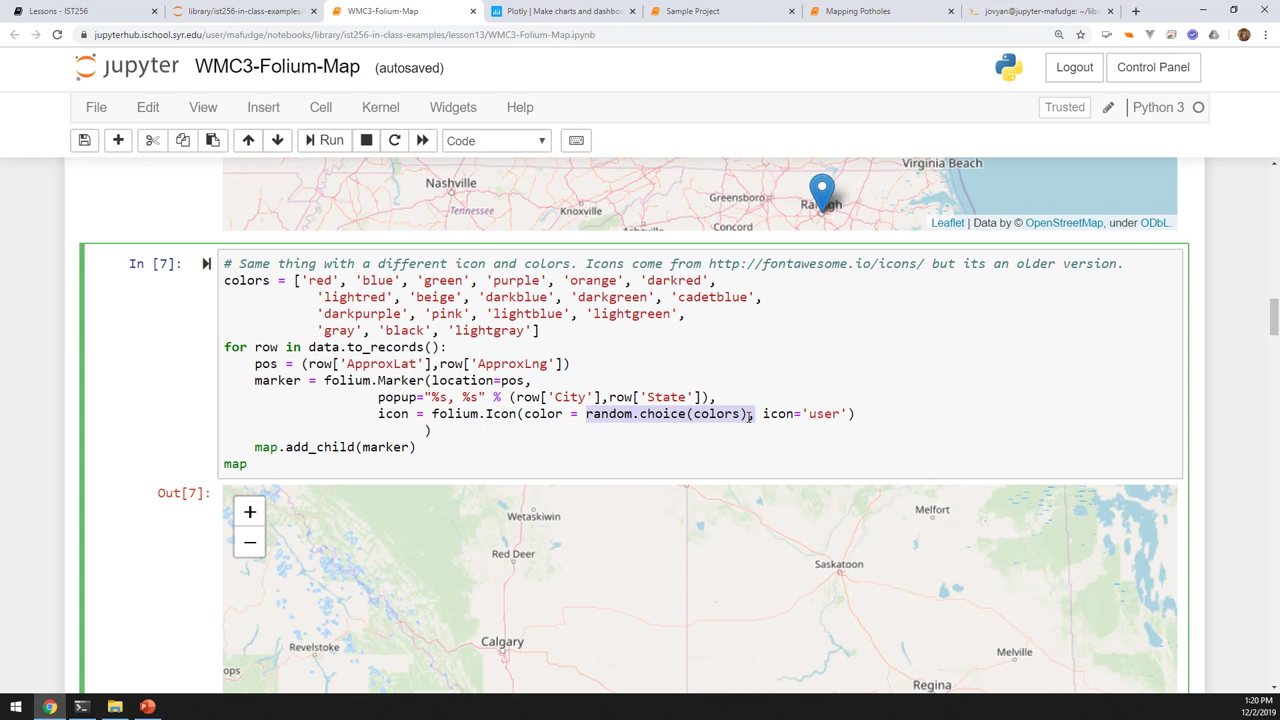 Lessons - IST256
library/ist256-in-class-examples/
WMC3-Folium-Map
Plotly | Make charts and dashboa
Sample Project
Mapping Potholes
jovyan@jupyter-mafudge: ~/libr
jupyterhub.ischool.syr.edu/user/mafudge/notebooks/library/ist256-in-class-examples/lesson13/WMC3-Folium-Map.ipynb
jupyter WMC3-Folium-Map (autosaved)
Logout
Control Panel
File Edit View Insert Cell Kernel Widgets Help
Trusted
Python 3
Run
Code
Virginia Beach
Nashville
Greensboro
Tennessee
Knoxville
Raleigh
Concord
Leaflet | Data by © OpenStreetMap, under ODbL.
In [7]:
# Same thing with a different icon and colors. Icons come from http://fontawesome.io/icons/ but its an older version.
colors = ['red', 'blue', 'green', 'purple', 'orange', 'darkred',
'lightred', 'beige', 'darkblue', 'darkgreen', 'cadetblue',
'darkpurple', 'pink', 'lightblue', 'lightgreen',
'gray', 'black', 'lightgray']
for row in data.to_records():
pos = (row['ApproxLat'],row['ApproxLng'])
marker = folium.Marker(location=pos,
popup="%s, %s" % (row['City'],row['State']),
icon = folium.Icon(color = random.choice(colors), icon='user')
)
map.add_child(marker)
map
Out[7]:
+
−
Wetaskiwin
Melfort
Red Deer
Saskatoon
Calgary
Revelstoke
Melville
ops
Regina
1:20 PM
12/2/2019